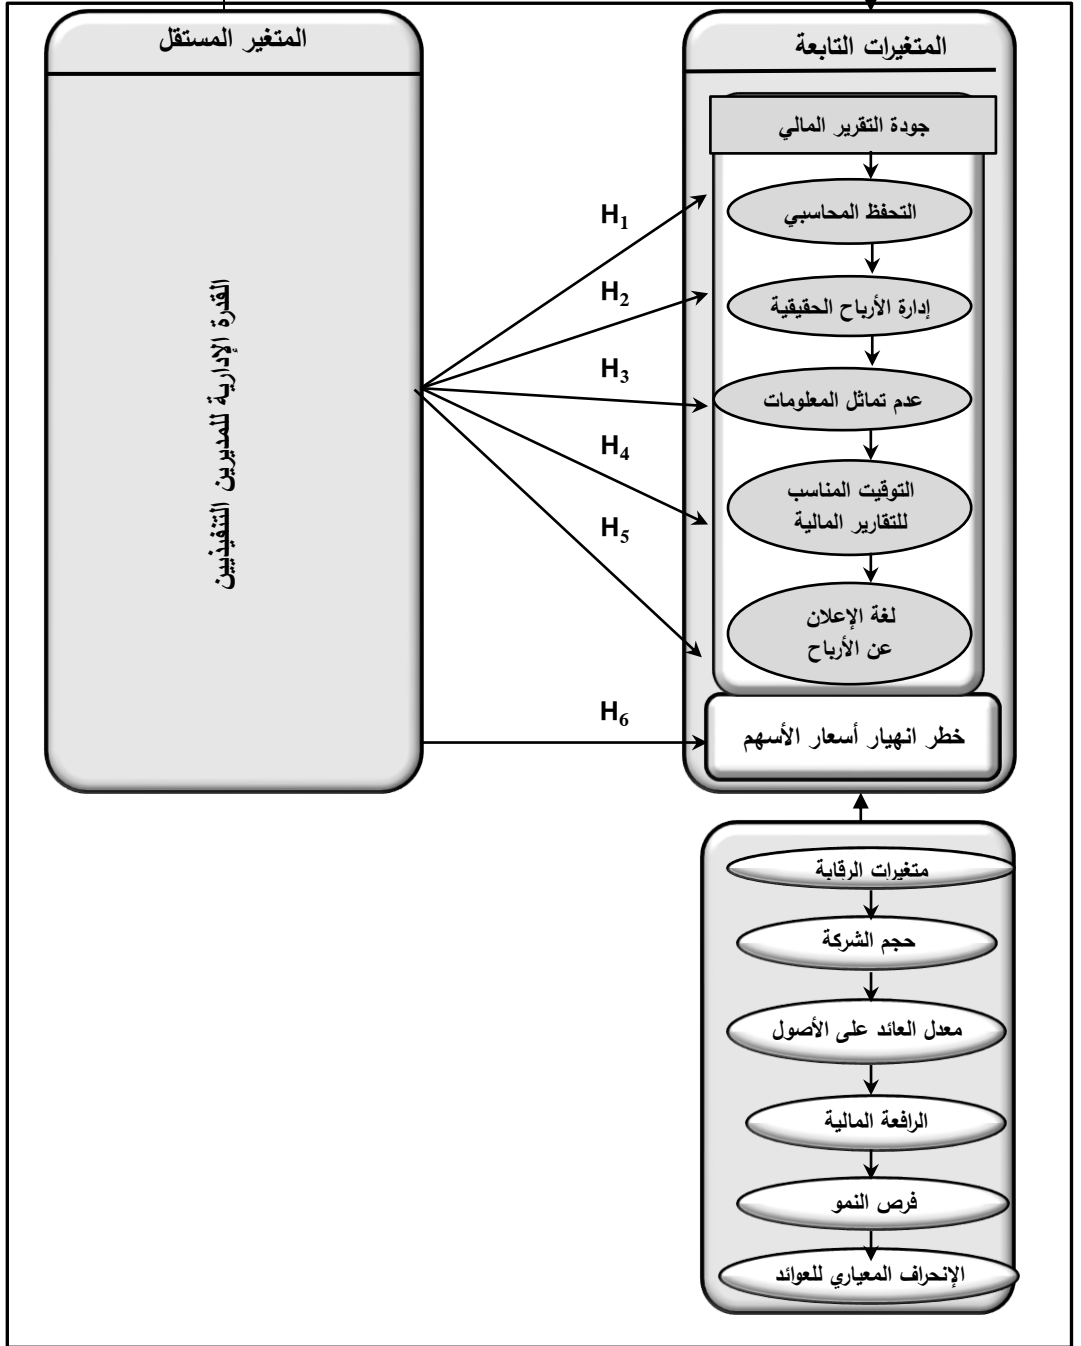 المتغير المستقل
القدرة الإدارية للمديرين التنفيذيين
H1
H2
H3
H4
H5
H6
المتغيرات التابعة
جودة التقرير المالي
التحفظ المحاسبي
إدارة الأرباح الحقيقية
عدم تماثل المعلومات
التوقيت المناسب
للتقارير المالية
لغة الإعلان
عن الأرباح
خطر انهيار أسعار الأسهم
متغيرات الرقابة
حجم الشركة
معدل العائد على الأصول
الرافعة المالية
فرص النمو
الإنحراف المعياري للعوائد